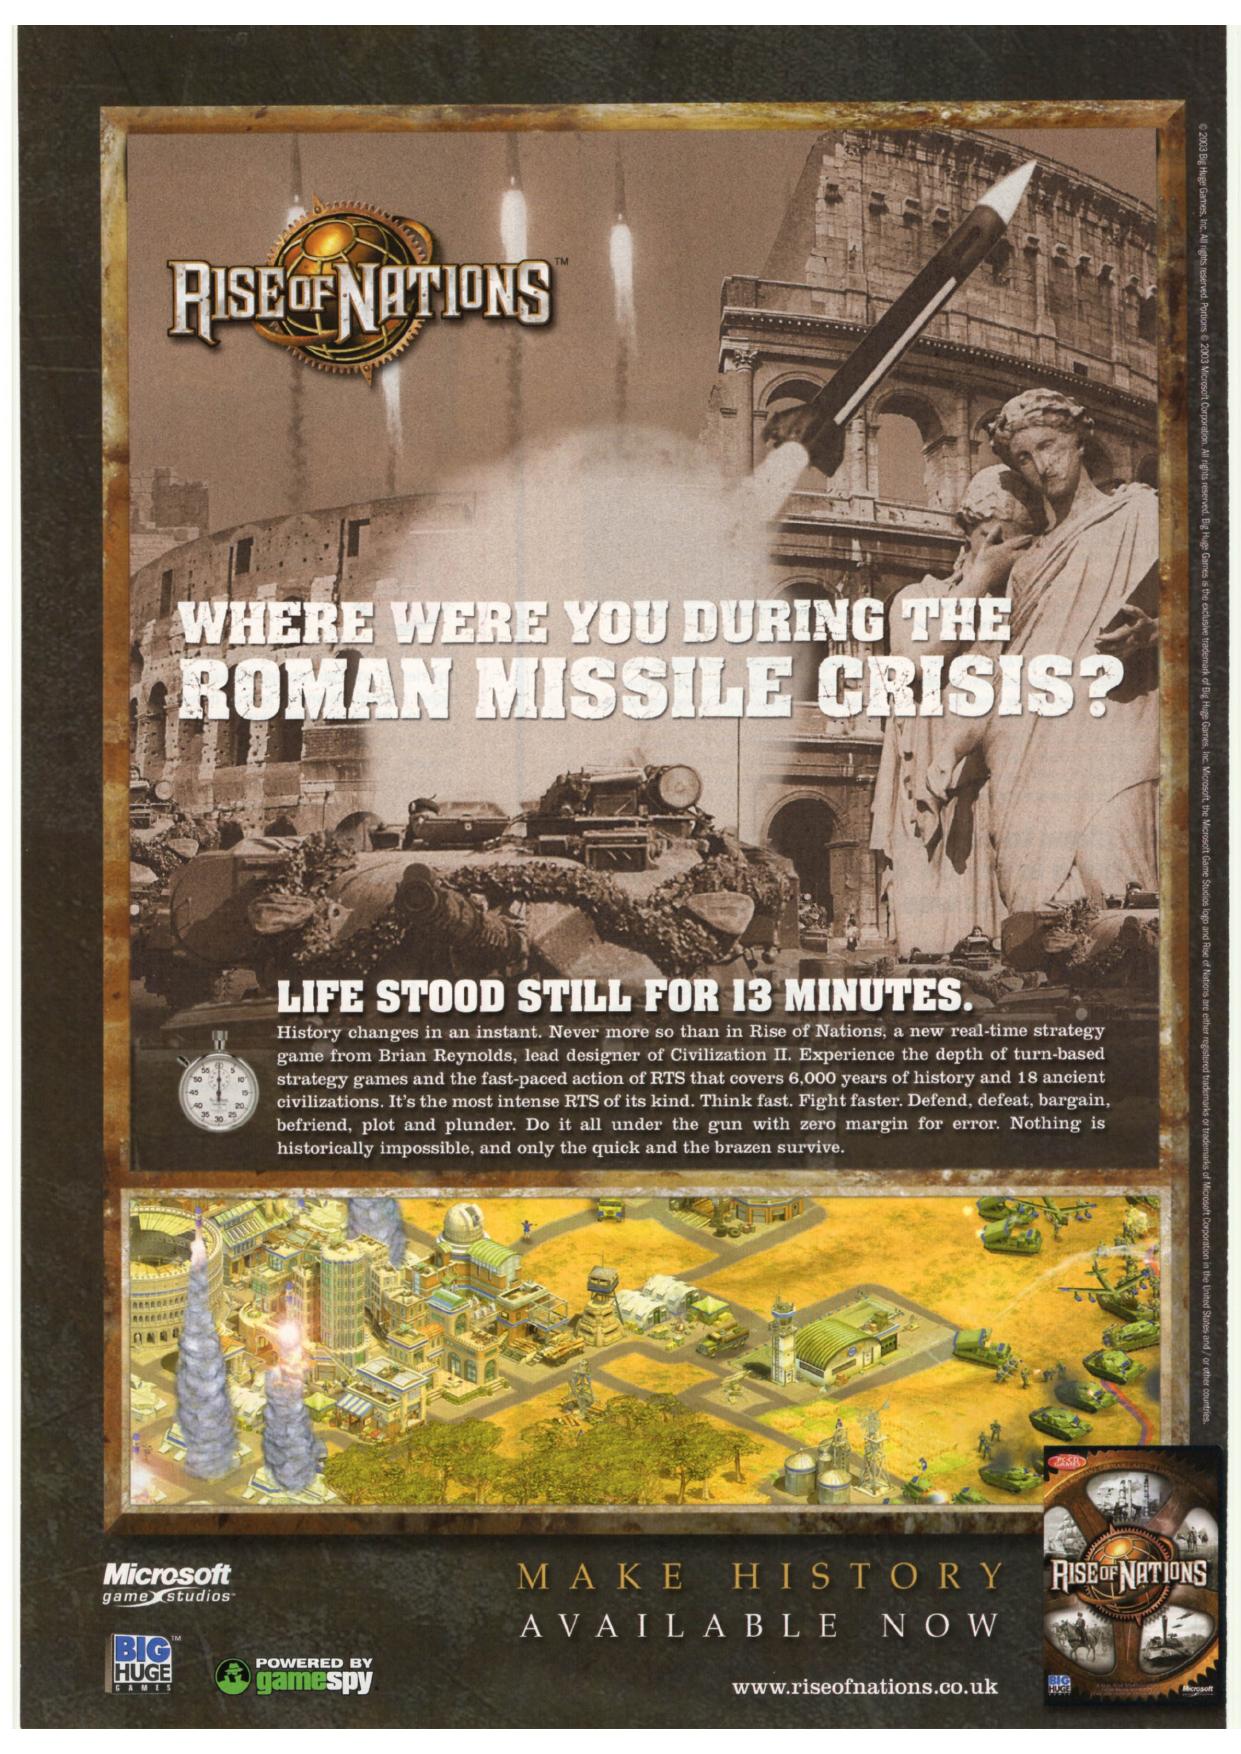 RISE OF NATIONS™
WHERE WERE YOU DURING THE
ROMAN MISSILE CRISIS?
LIFE STOOD STILL FOR 13 MINUTES.
History changes in an instant. Never more so than in Rise of Nations, a new real-time strategy
game from Brian Reynolds, lead designer of Civilization II. Experience the depth of turn-based
strategy games and the fast-paced action of RTS that covers 6,000 years of history and 18 ancient
civilizations. It's the most intense RTS of its kind. Think fast. Fight faster. Defend, defeat, bargain,
befriend, plot and plunder. Do it all under the gun with zero margin for error. Nothing is
historically impossible, and only the quick and the brazen survive.
Microsoft
game studios
BIG™
HUGE
GAMES
POWERED BY
gamespy
MAKE HISTORY
AVAILABLE NOW
www.riseofnations.co.uk
PC-CD
GAMES
RISE OF NATIONS
BIG
HUGE
Microsoft
© 2003 Big Huge Games, Inc. All rights reserved. Portions © 2003 Microsoft Corporation. All rights reserved. Big Huge Games is the exclusive trademark of Big Huge Games, Inc. Microsoft, the Microsoft Game Studios logo and Rise of Nations are either registered trademarks or trademarks of Microsoft Corporation in the United States and / or other countries.